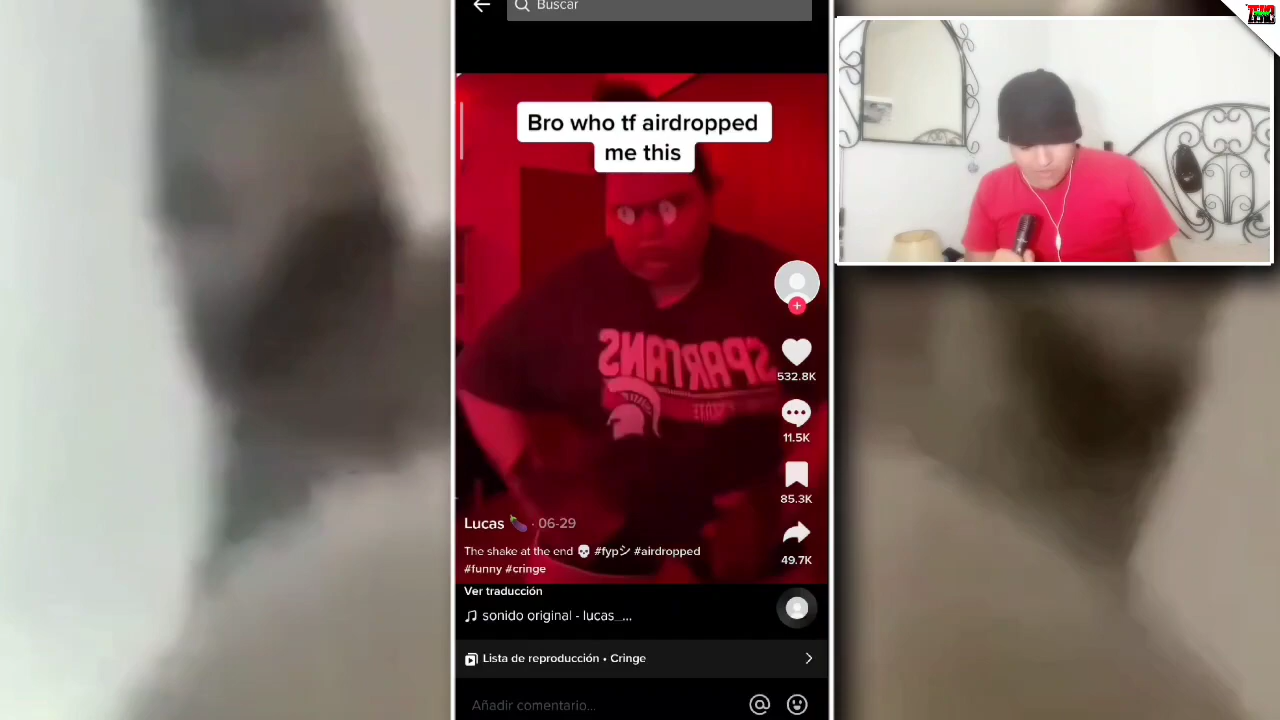 Buscar
Bro who tf airdropped
me this
SPARTANS
532.8K
11.5K
85.3K
Lucas 🍆 · 06-29
The shake at the end 💀 #fypシ #airdropped
49.7K
#funny #cringe
Ver traducción
sonido original - lucas_...
Lista de reproducción • Cringe
Añadir comentario...